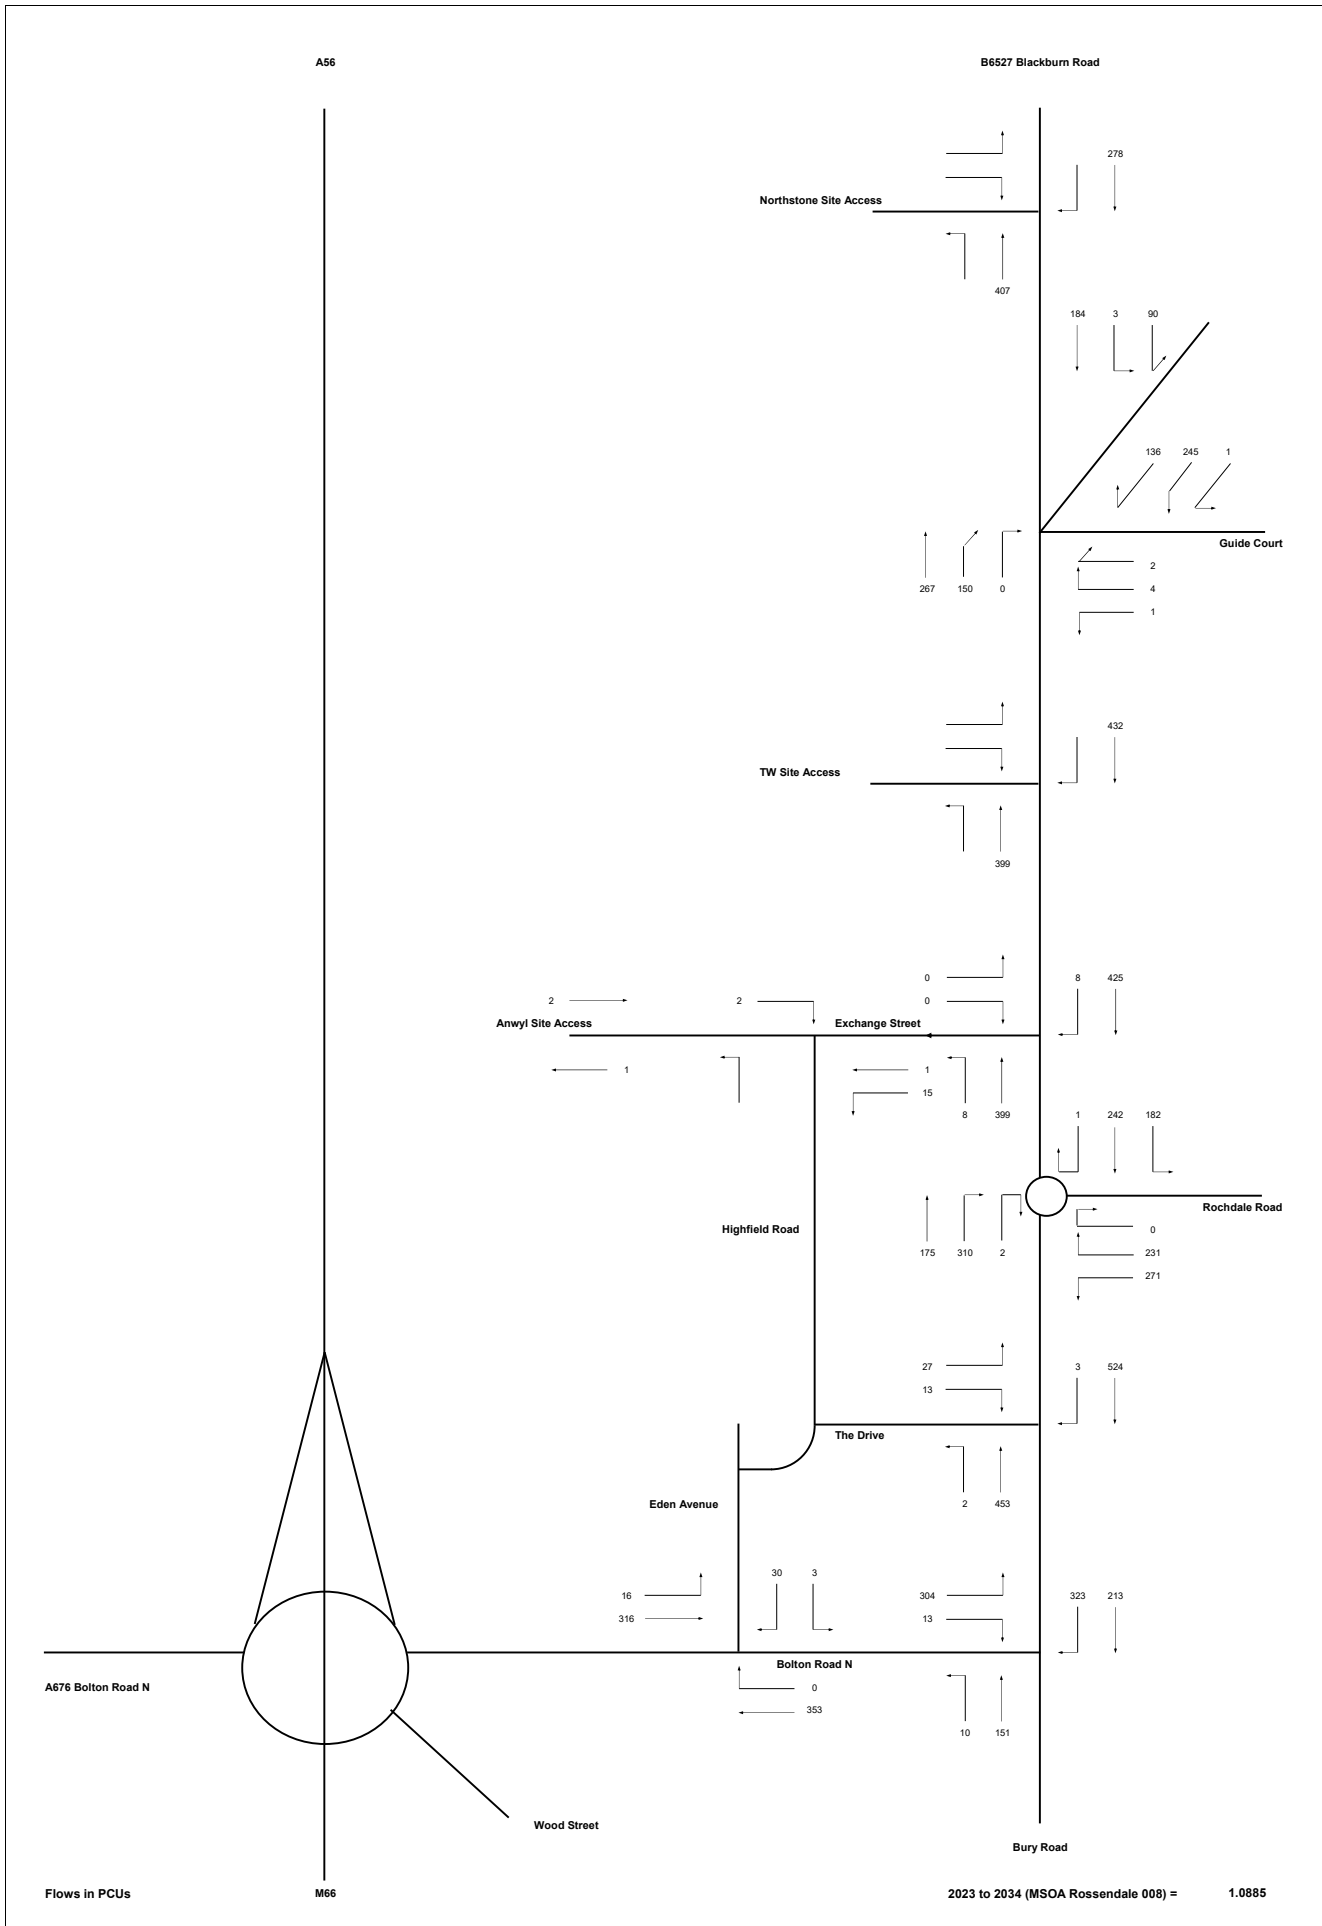 A56 B6527 Blackburn Road
278
Northstone Site Access
407
184 3 90
136 245 1
Guide Court
2
267 150 0 4
1
432
TW Site Access
399
0 8 425
2 2 0
Anwyl Site Access Exchange Street
1 1
15
8 399 1 242 182
Rochdale Road
Highfield Road 0
175 310 2 231
271
27 3 524
13
The Drive
Eden Avenue 2 453
30 3
16 304 323 213
316 13
Bolton Road N
A676 Bolton Road N 0
353
10 151
Wood Street
Bury Road
Flows in PCUs M66 2023 to 2034 (MSOA Rossendale 008) = 1.0885